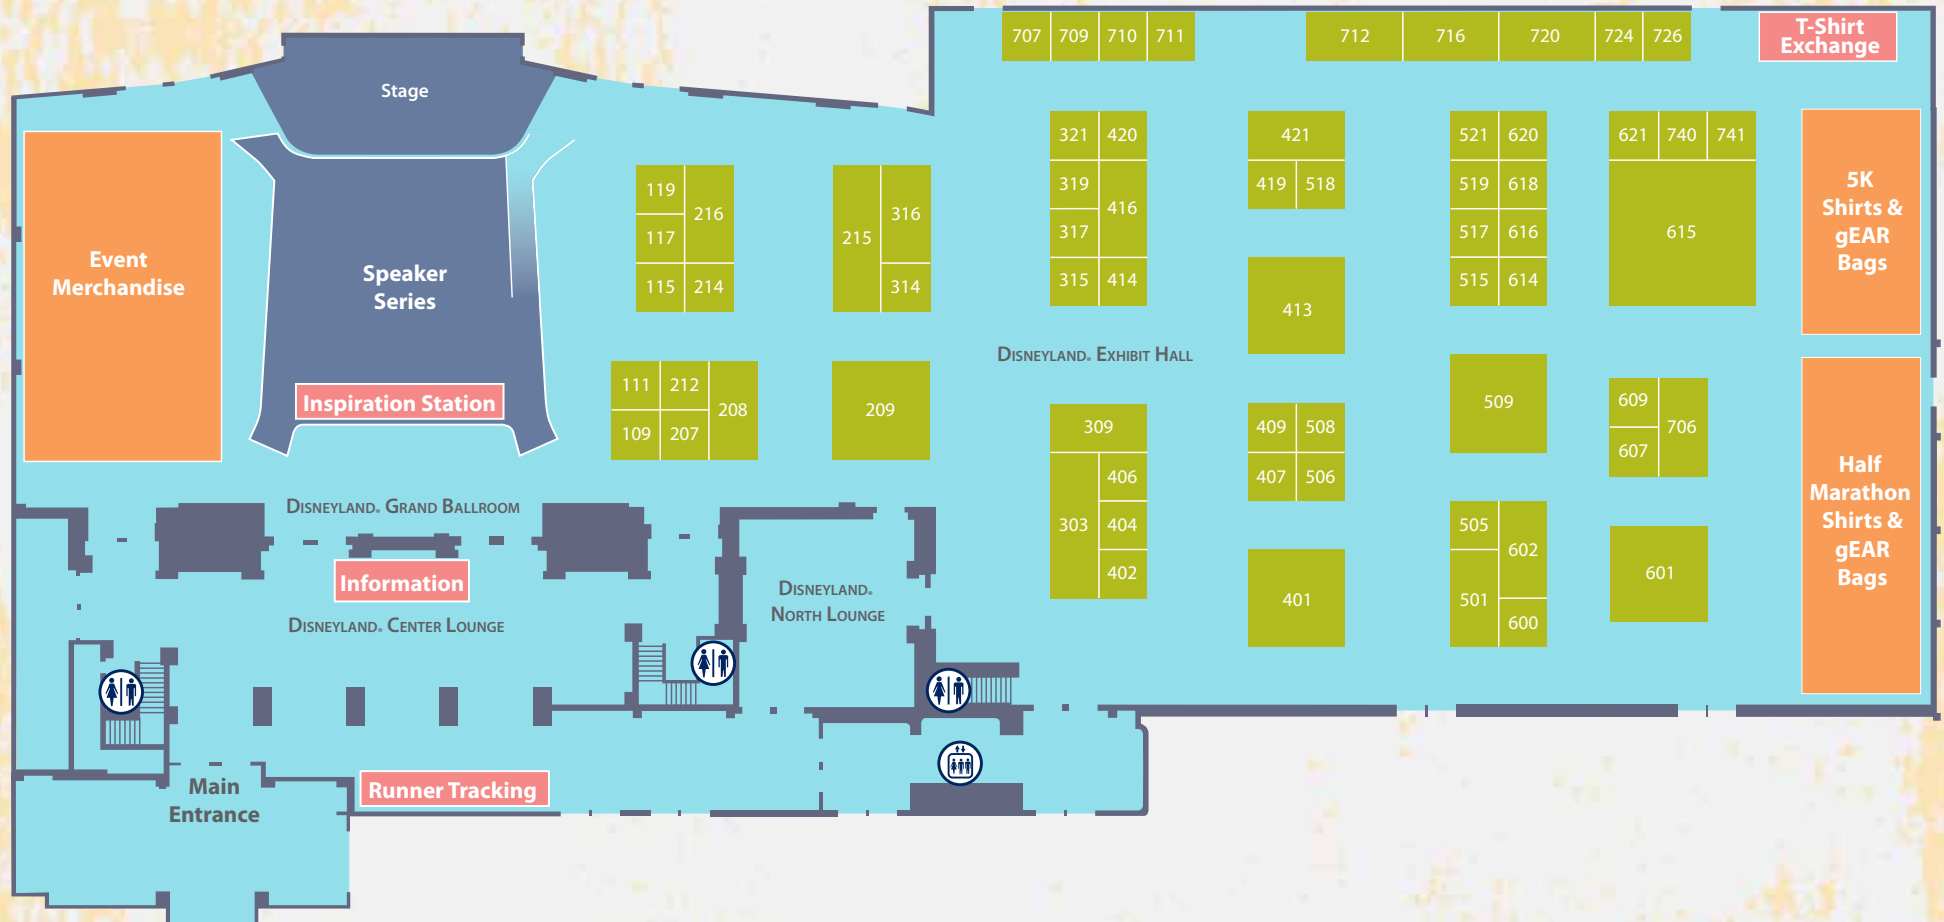 707 709 710 711 712 716 720 724 726
T-Shirt
Exchange
Stage
Event
Merchandise
Speaker
Series
Inspiration Station
119
216
117
115 214
215
316
314
111 212
208
109 207
209
321 420
319
416
317
315 414
421
419 518
413
521 620
519 618
517 616
515 614
621 740 741
615
5K
Shirts &
gEAR
Bags
Disneyland® Exhibit Hall
309
406
303
404
402
409 508
407 506
401
509
505
602
501
600
609
706
607
601
Half
Marathon
Shirts &
gEAR
Bags
Disneyland® Grand Ballroom
Information
Disneyland® Center Lounge
Disneyland®
North Lounge
Main
Entrance
Runner Tracking